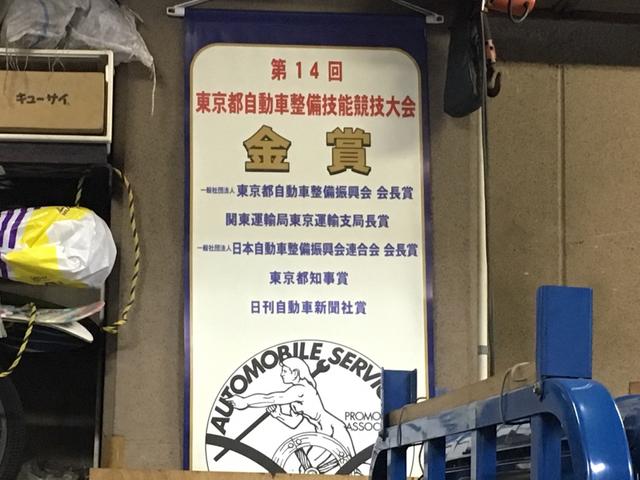 第14回
東京都自動車整備技能競技大会
金賞
一般社団法人 東京都自動車整備振興会 会長賞
関東運輸局東京運輸支局長賞
一般社団法人 日本自動車整備振興会連合会 会長賞
東京都知事賞
日刊自動車新聞社賞
AUTOMOBILE SERVIC
PROMO
ASSOC
キューサイ